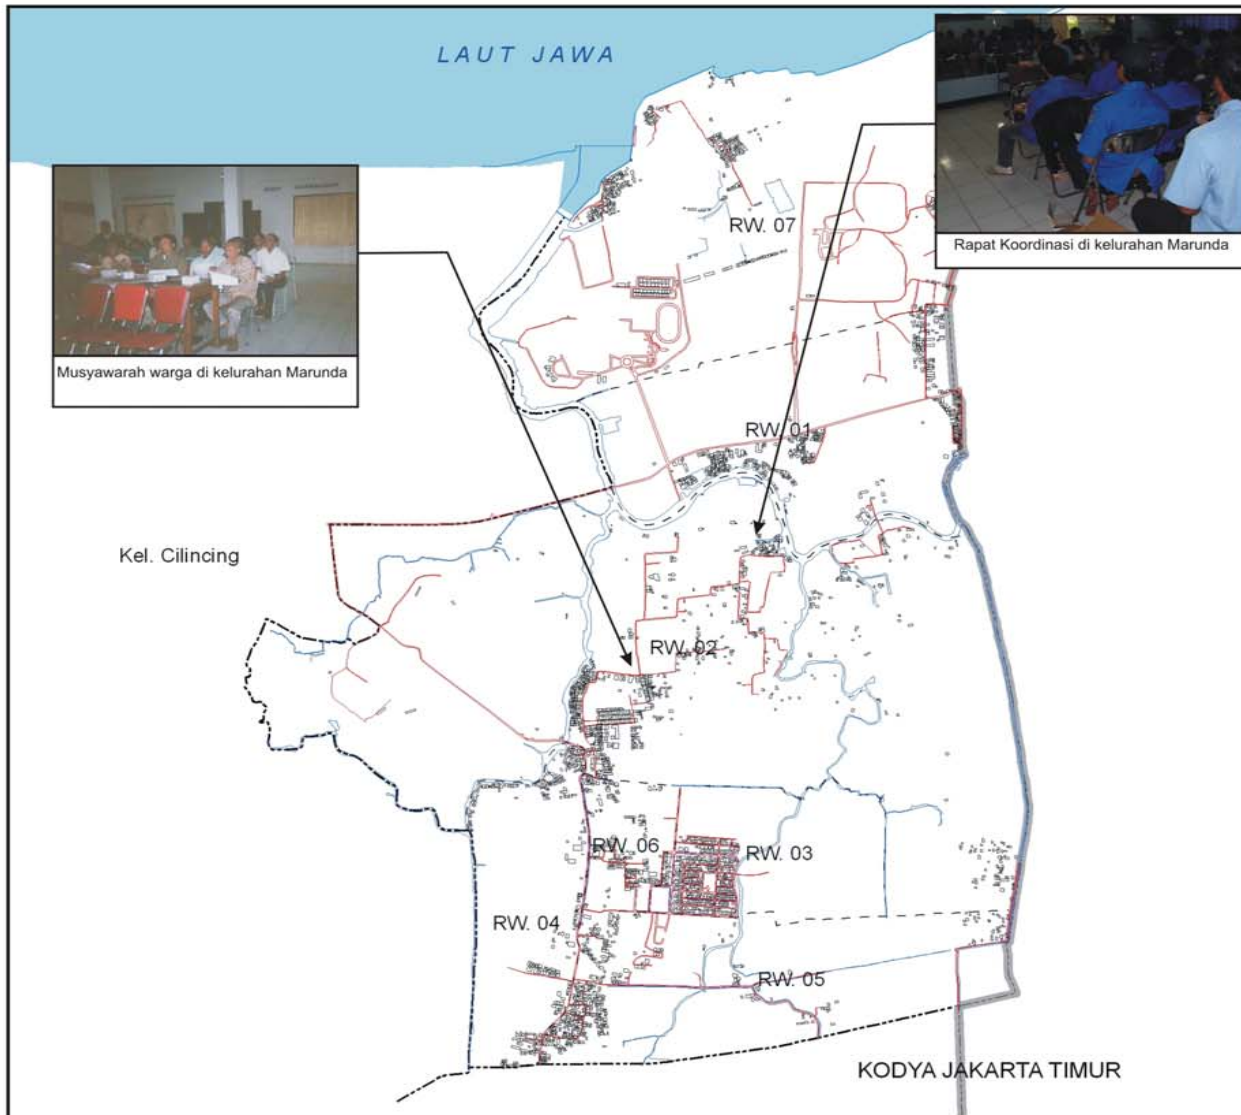 LAUT JAWA
Rapat Koordinasi di kelurahan Marunda
RW. 07
Musyawarah warga di kelurahan Marunda
RW. 01
Kel. Cilincing
RW. 02
RW. 06
RW. 03
RW. 04
RW. 05
KODYA JAKARTA TIMUR